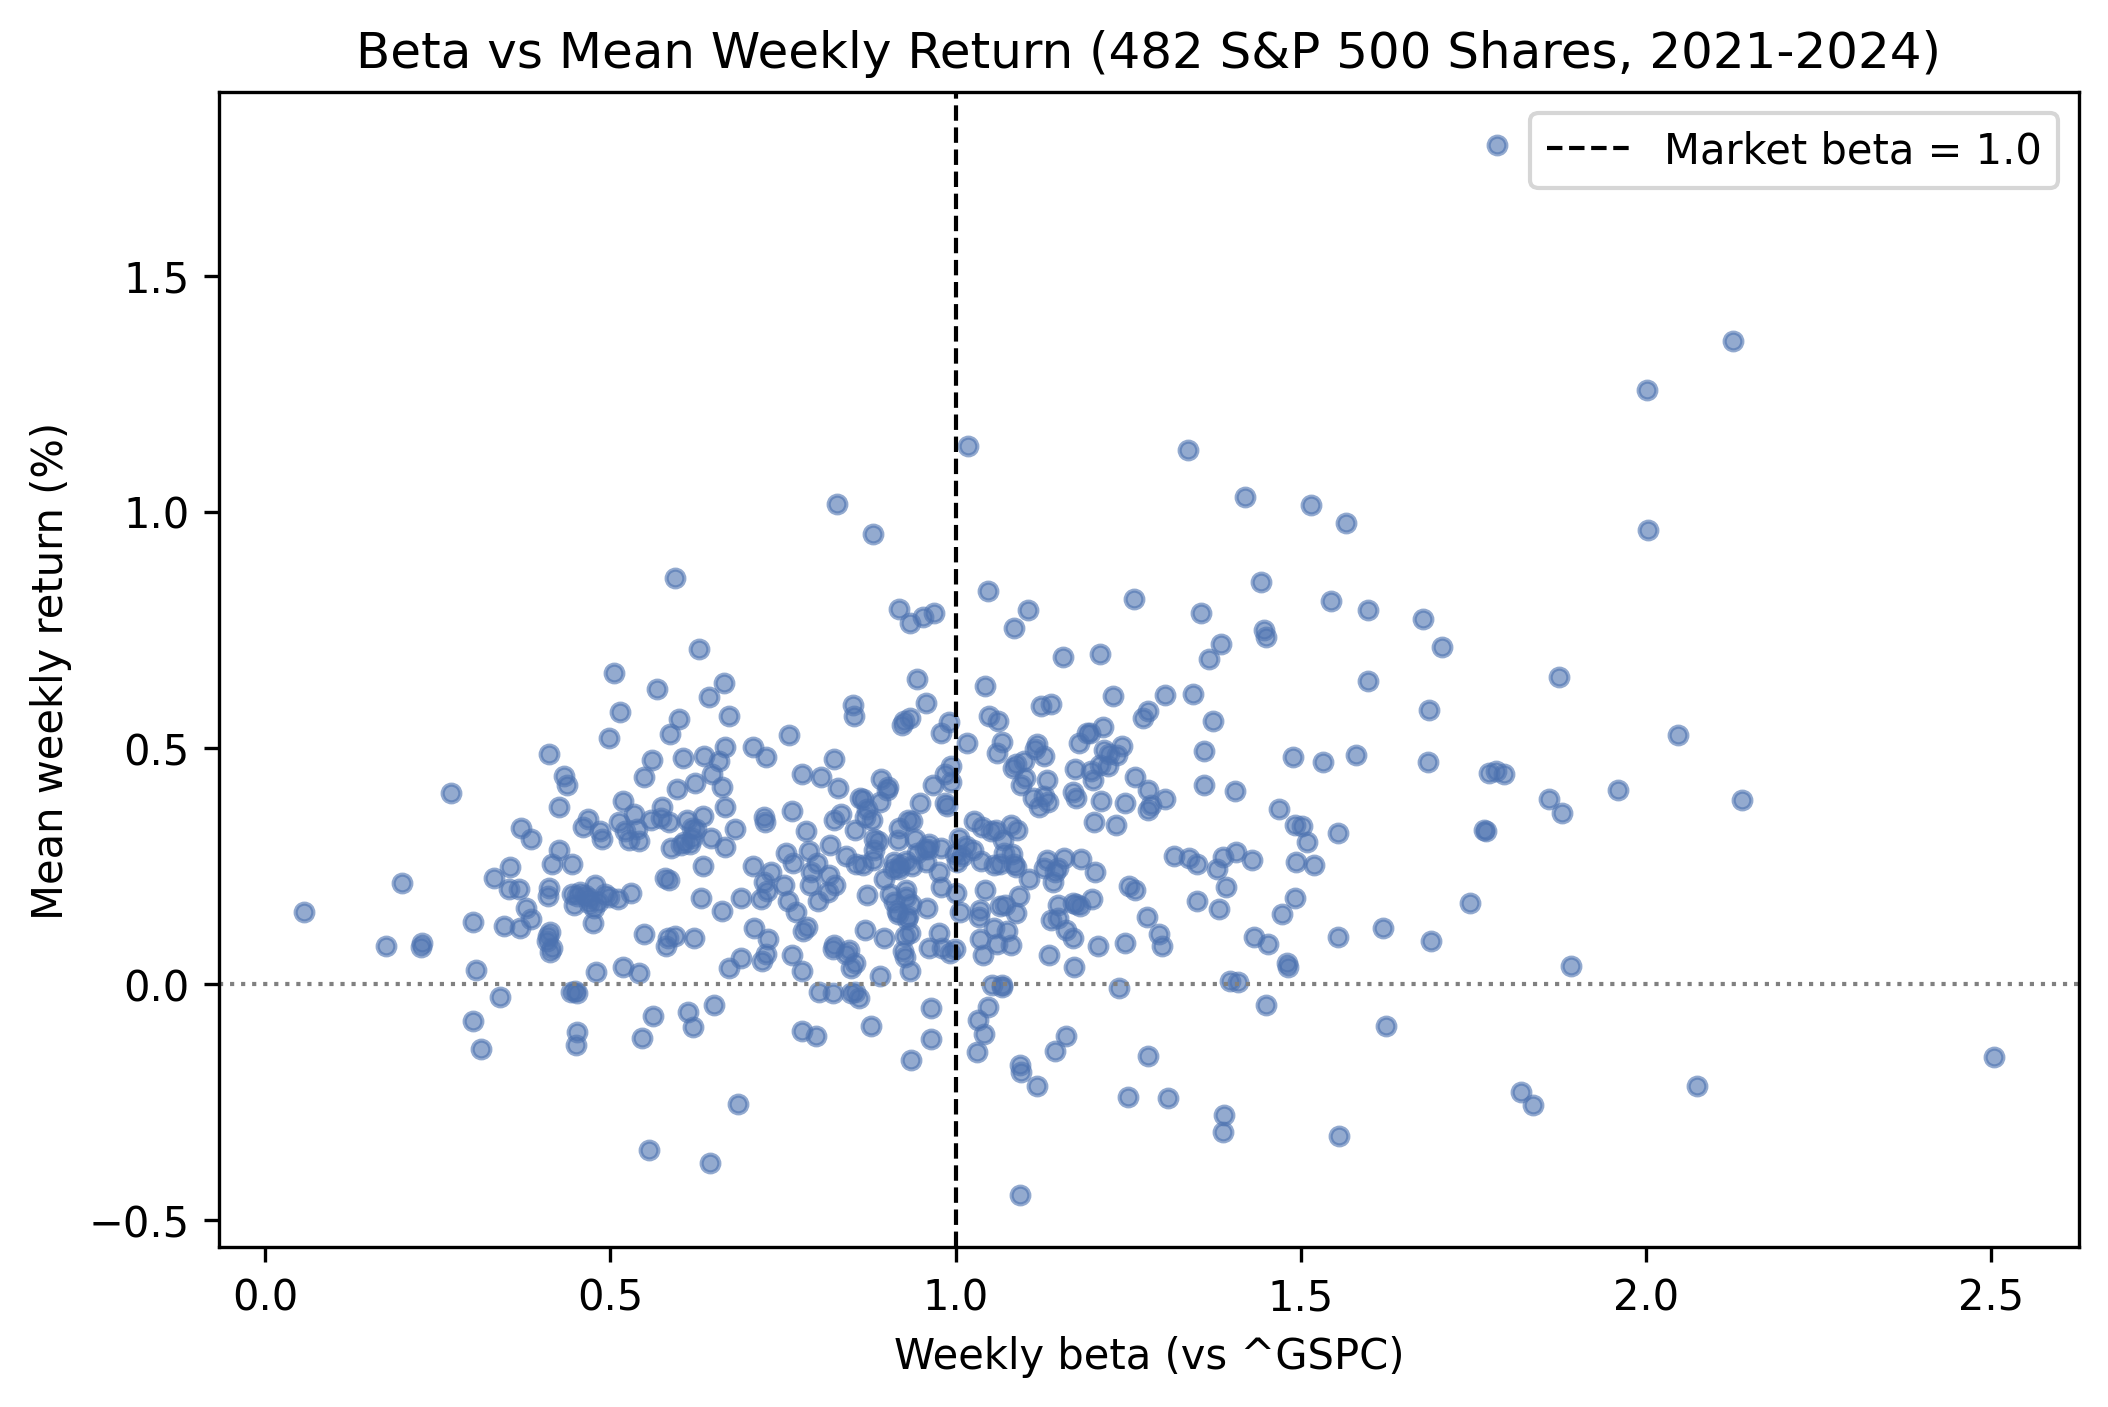 Beta vs Mean Weekly Return (482 S&P 500 Shares, 2021-2024)
Market beta = 1.0
Mean weekly return (%)
1.5
1.0
0.5
0.0
−0.5
0.0 0.5 1.0 1.5 2.0 2.5
Weekly beta (vs ^GSPC)